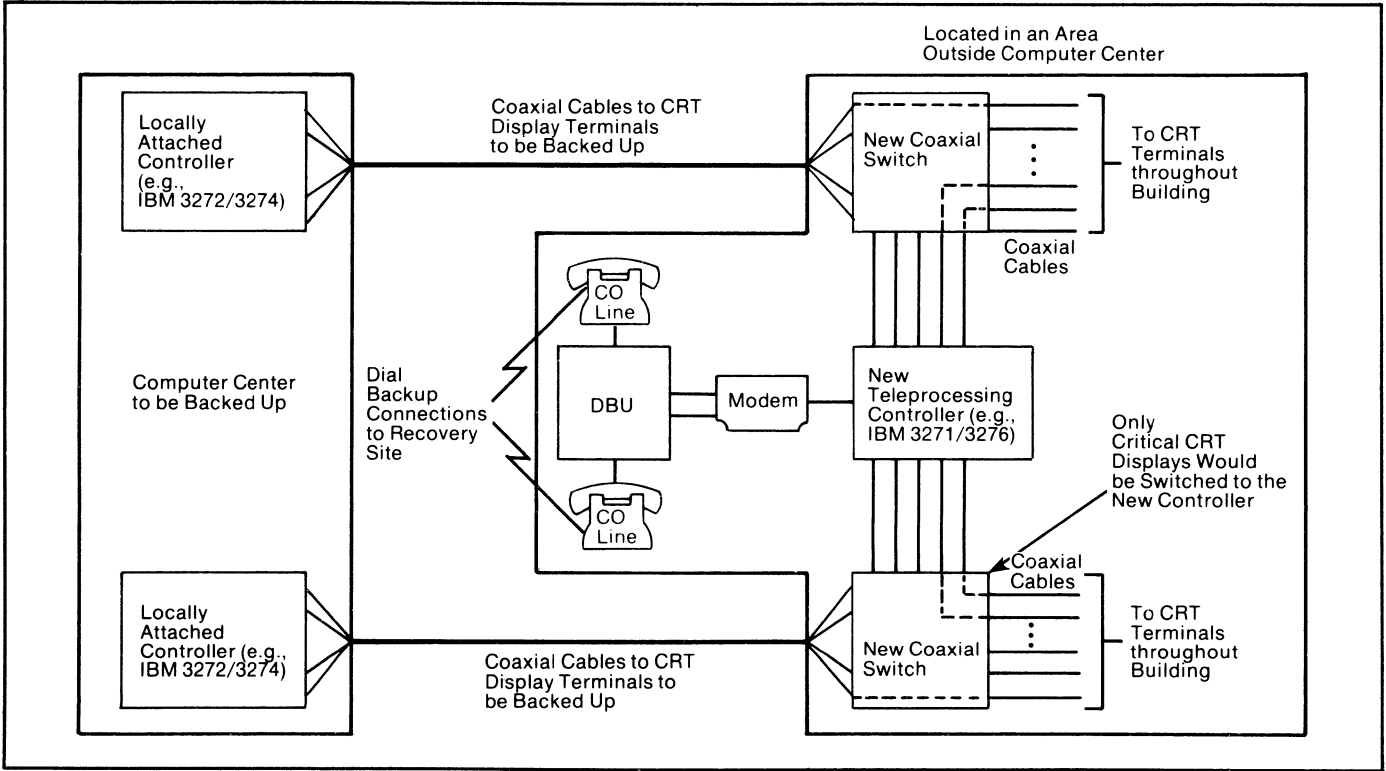 Located in an Area
Outside Computer Center
Locally
Attached
Controller
(e.g.,
IBM 3272/3274)
Coaxial Cables to CRT
Display Terminals
to be Backed Up
New Coaxial
Switch
To CRT
Terminals
throughout
Building
Coaxial
Cables
CO
Line
Computer Center
to be Backed Up
Dial
Backup
Connections
to Recovery
Site
DBU
Modem
New
Teleprocessing
Controller (e.g.,
IBM 3271/3276)
Only
Critical CRT
Displays Would
be Switched to the
New Controller
CO
Line
Locally
Attached
Controller (e.g.,
IBM 3272/3274)
Coaxial Cables to CRT
Display Terminals to
be Backed Up
New Coaxial
Switch
Coaxial
Cables
To CRT
Terminals
throughout
Building